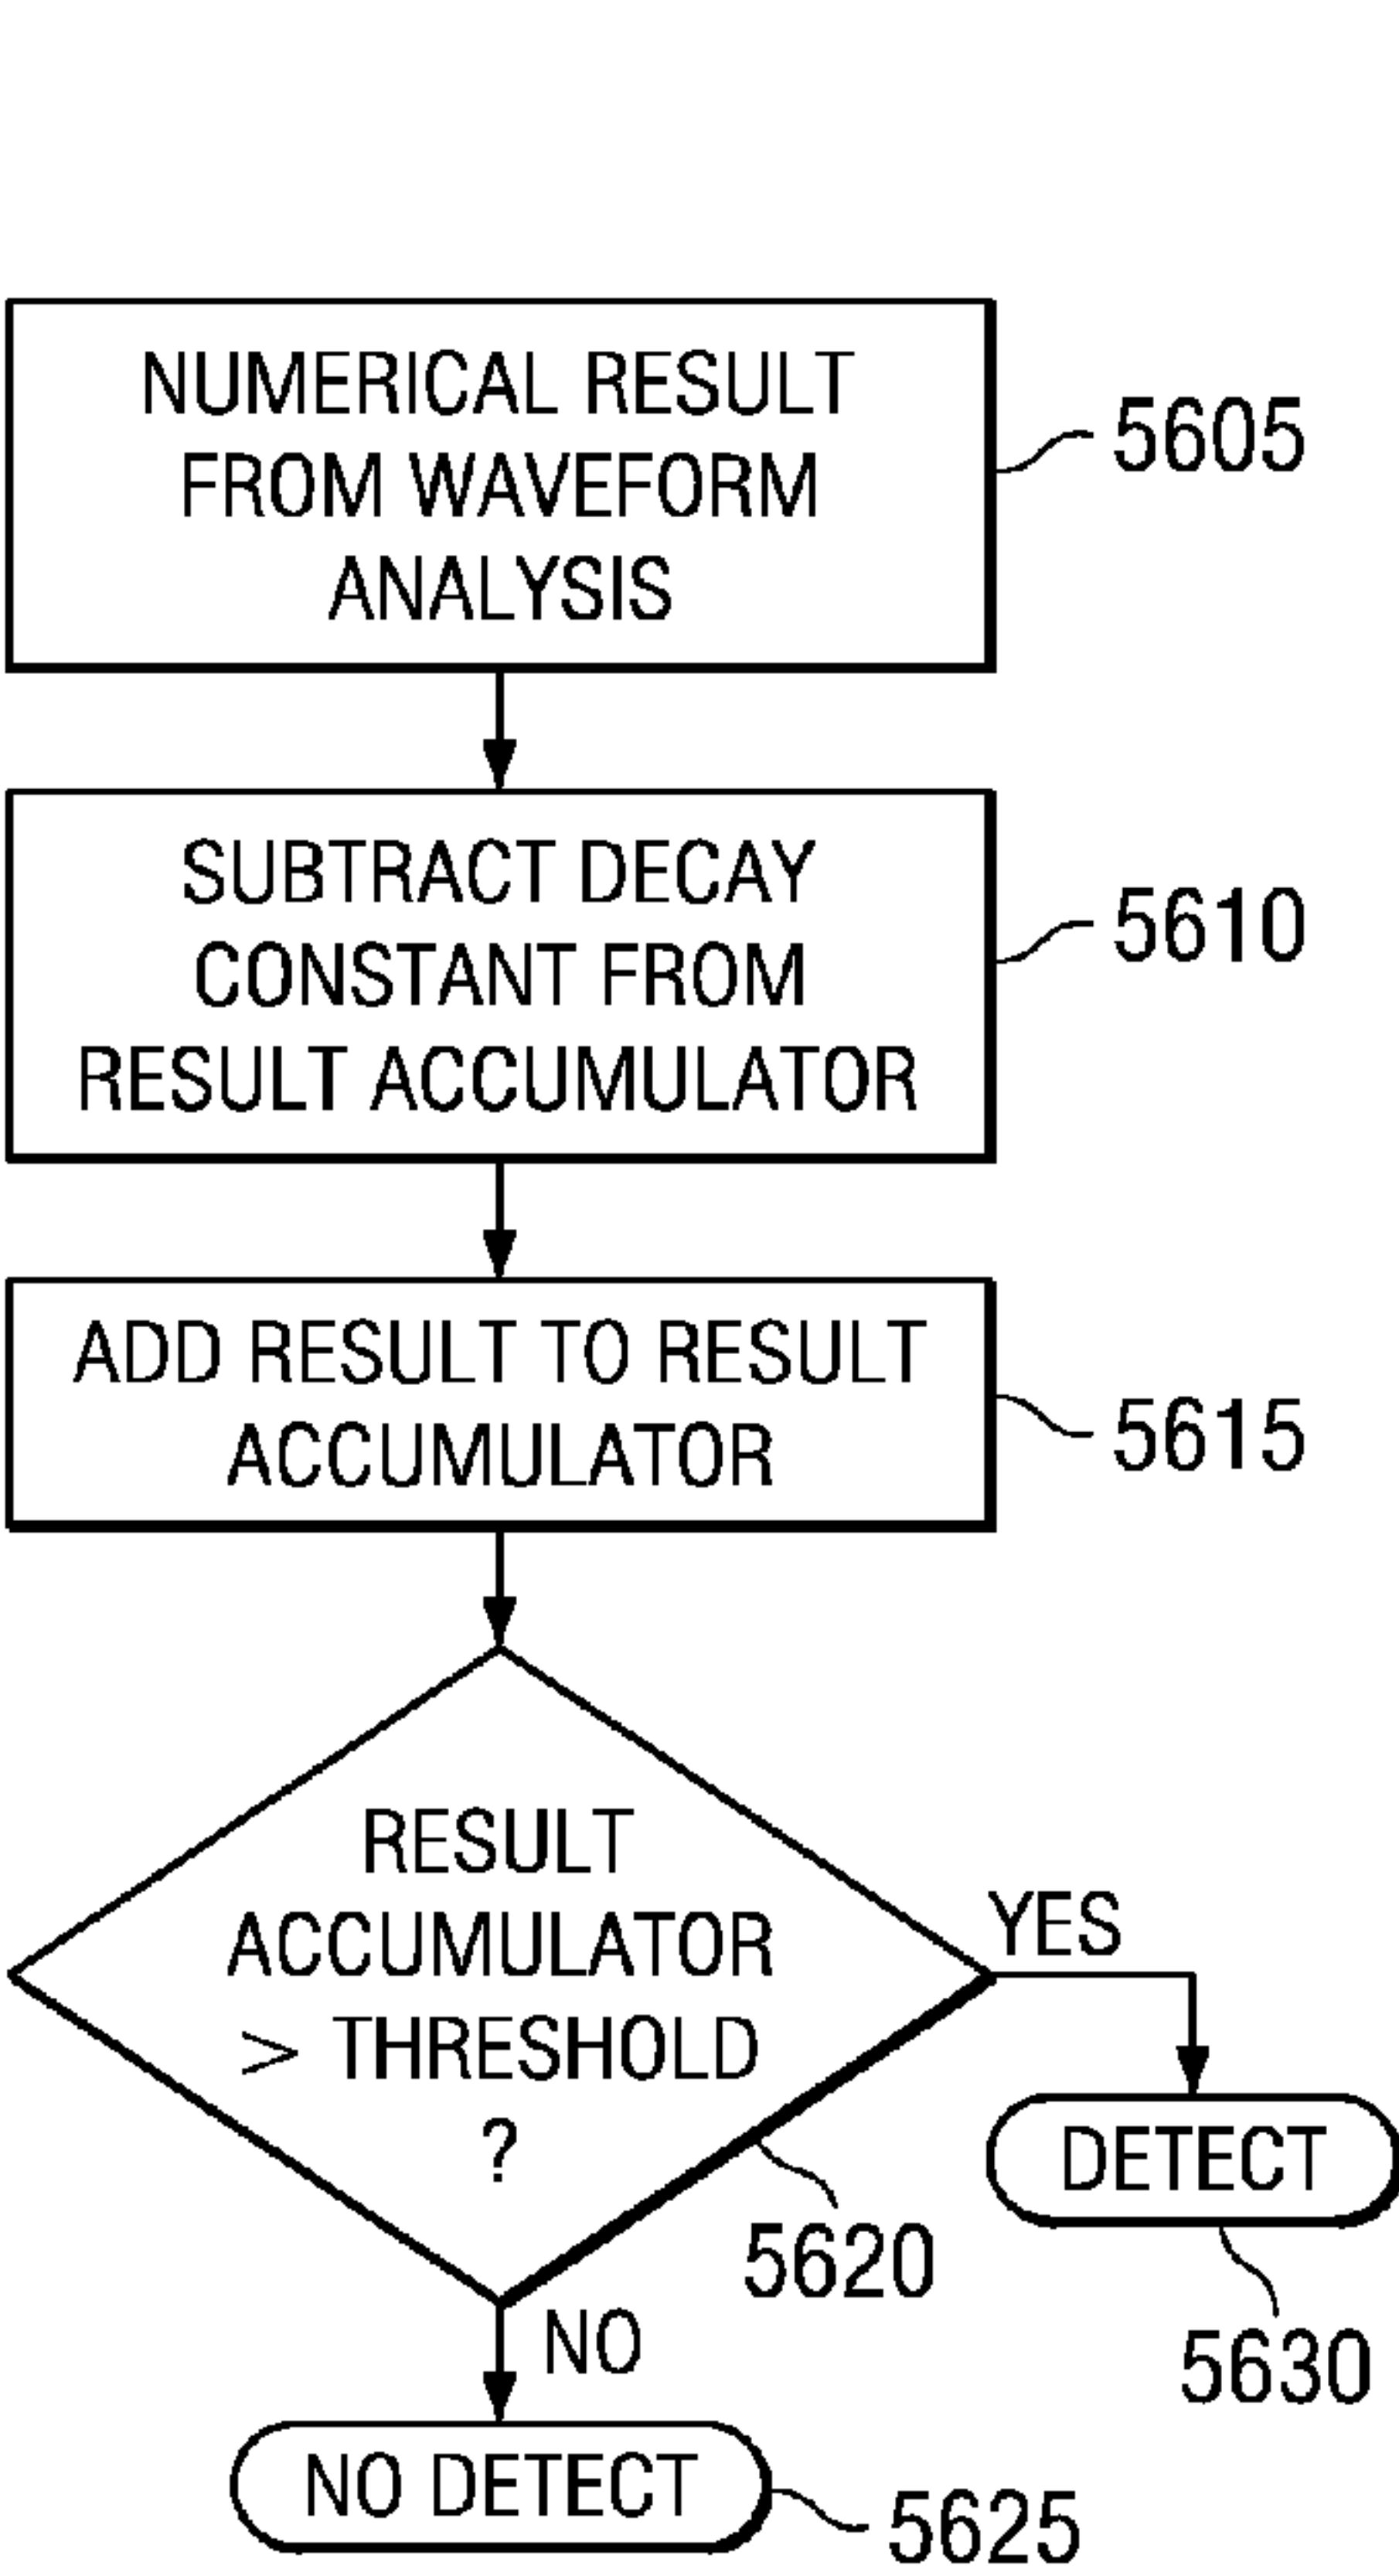 NUMERICAL RESULT
FROM WAVEFORM
ANALYSIS
5605
SUBTRACT DECAY
CONSTANT FROM
RESULT ACCUMULATOR
5610
ADD RESULT TO RESULT
ACCUMULATOR
5615
RESULT
ACCUMULATOR
> THRESHOLD
?
5620
YES
DETECT
5630
NO
NO DETECT
5625